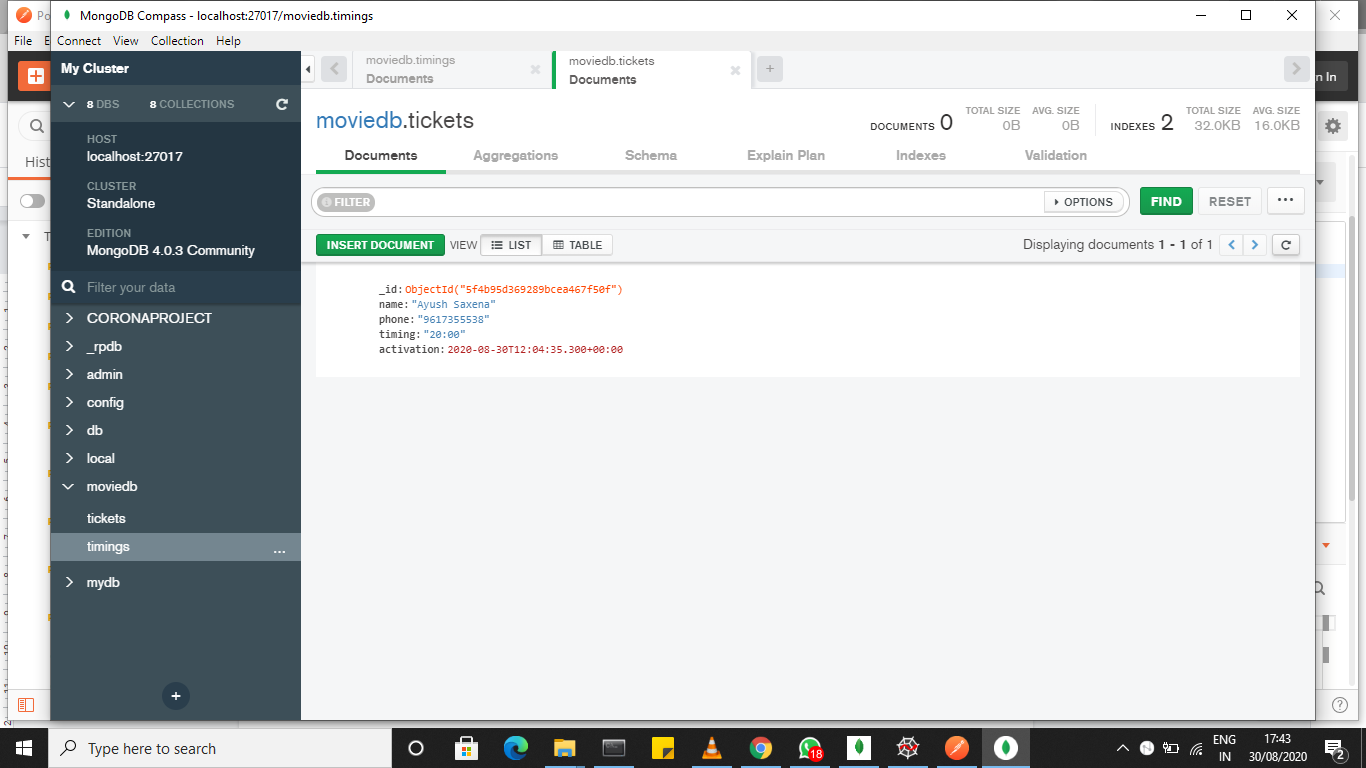 Po
MongoDB Compass - localhost:27017/moviedb.timings
File E Connect View Collection Help
My Cluster
8 DBS 8 COLLECTIONS
HOST
localhost:27017
CLUSTER
Standalone
EDITION
MongoDB 4.0.3 Community
Filter your data
CORONAPROJECT
_rpdb
admin
config
db
local
moviedb
tickets
timings ...
mydb
Hist
T
moviedb.timings
Documents
moviedb.tickets
Documents
n In
moviedb.tickets
DOCUMENTS 0
TOTAL SIZE
0B
AVG. SIZE
0B
INDEXES 2
TOTAL SIZE
32.0KB
AVG. SIZE
16.0KB
Documents Aggregations Schema Explain Plan Indexes Validation
FILTER
OPTIONS
FIND RESET ...
INSERT DOCUMENT VIEW LIST TABLE
Displaying documents 1 - 1 of 1
_id:ObjectId("5f4b95d369289bcea467f50f")
name:"Ayush Saxena"
phone:"9617355538"
timing:"20:00"
activation:2020-08-30T12:04:35.300+00:00
Type here to search
18
ENG
IN
17:43
30/08/2020
2